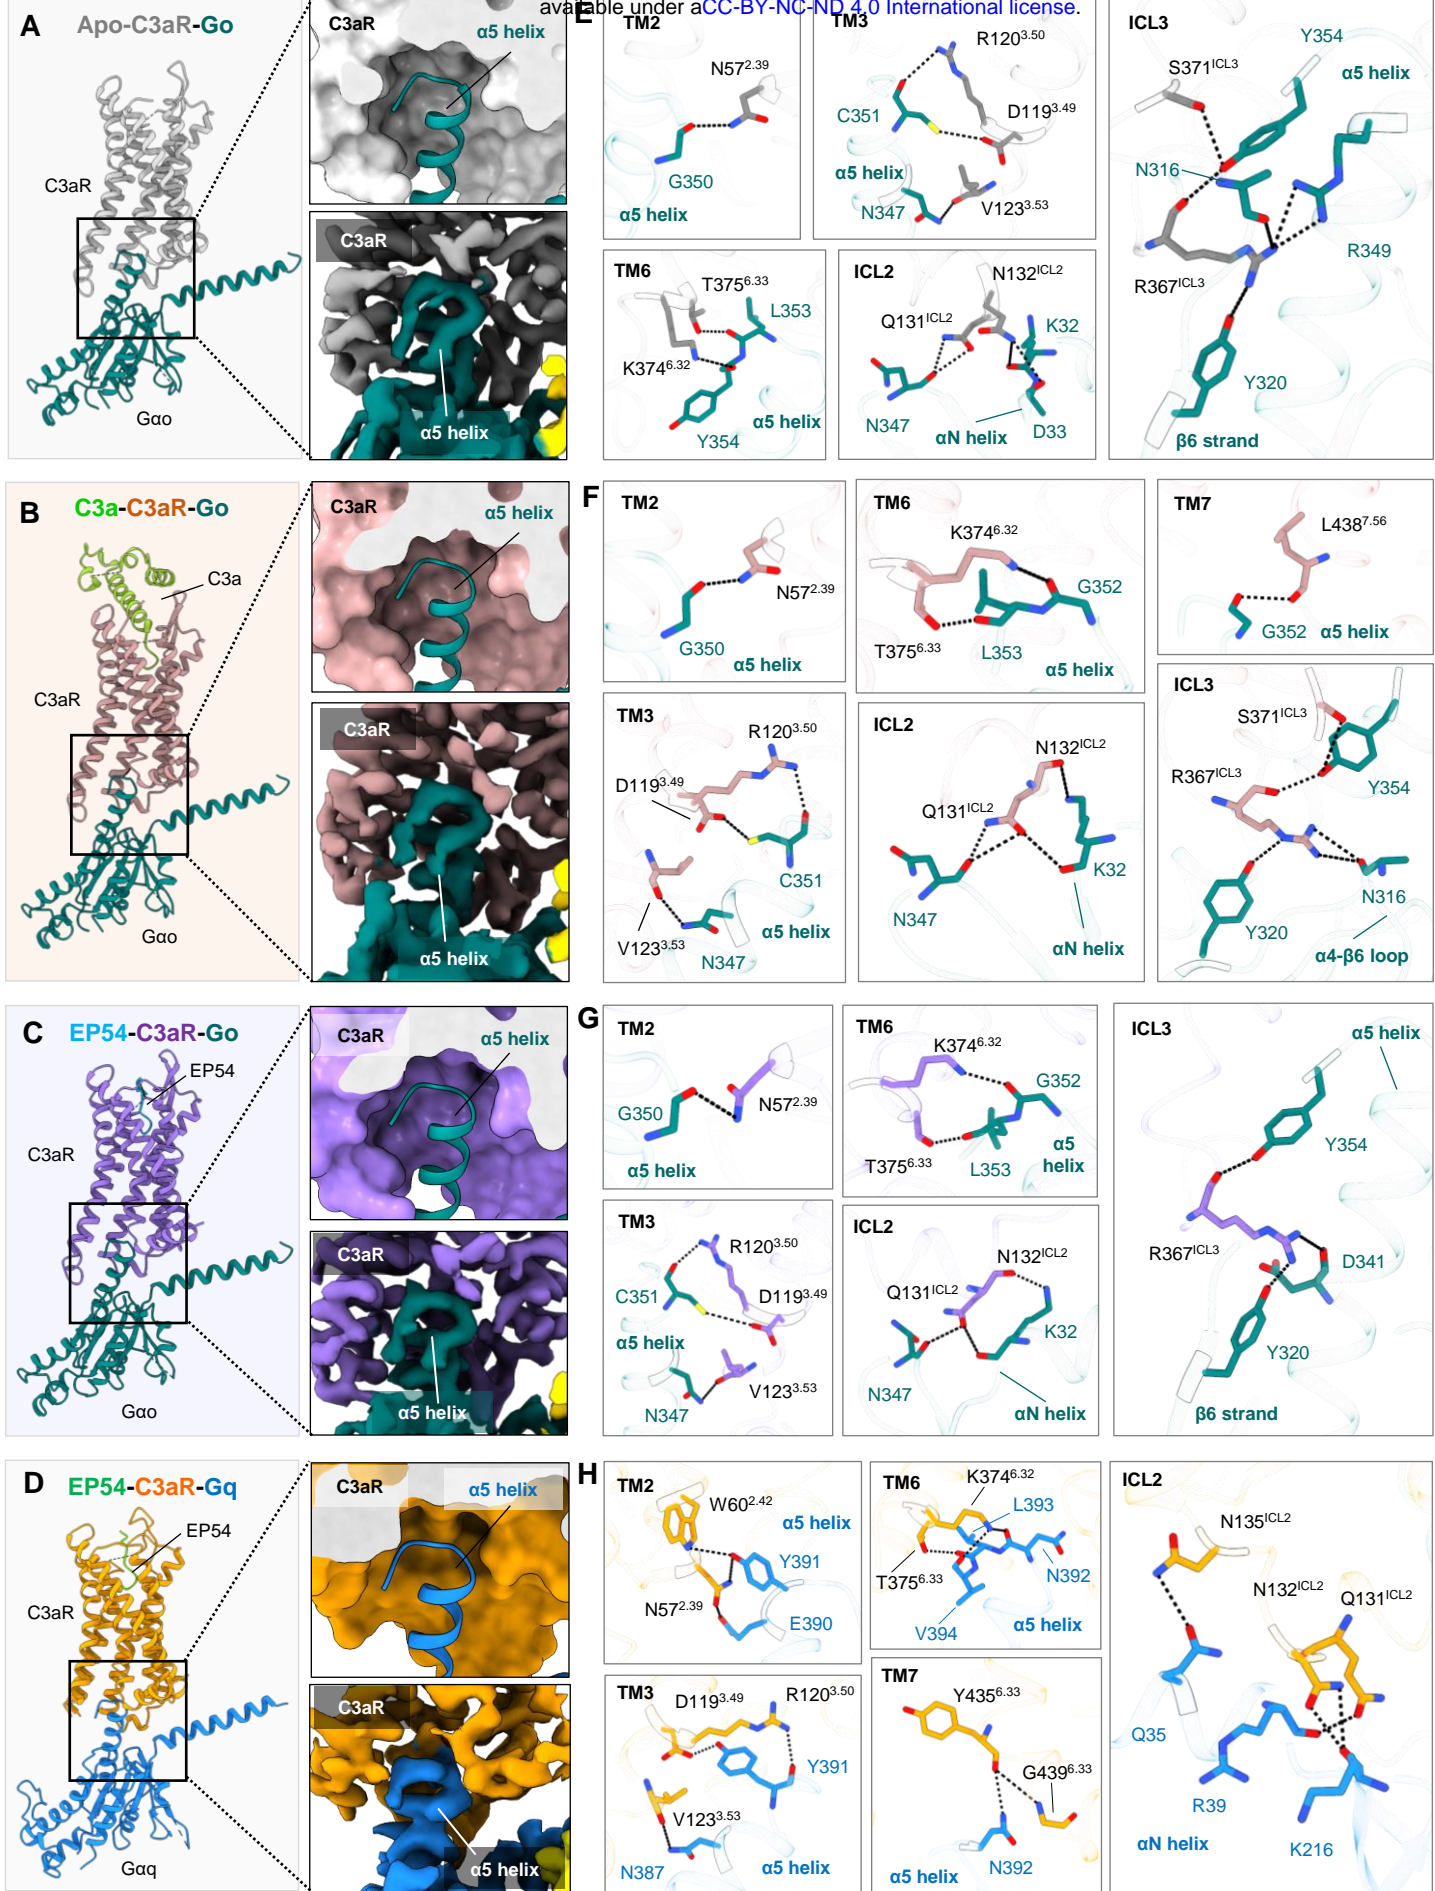 available under aCC-BY-NC-ND 4.0 International license.
A
Apo-C3aR-Go
C3aR
Gαo
C3aR
α5 helix
C3aR
α5 helix
E
TM2
N57^2.39
G350
α5 helix
TM3
R120^3.50
C351
D119^3.49
α5 helix
N347
V123^3.53
TM6
T375^6.33
L353
K374^6.32
α5 helix
Y354
ICL2
N132^ICL2
Q131^ICL2
K32
N347
αN helix
D33
ICL3
Y354
S371^ICL3
α5 helix
N316
R349
R367^ICL3
Y320
β6 strand
B
C3a-C3aR-Go
C3a
C3aR
Gαo
C3aR
α5 helix
C3aR
α5 helix
F
TM2
N57^2.39
G350
α5 helix
TM6
K374^6.32
G352
T375^6.33
L353
α5 helix
TM7
L438^7.56
G352
α5 helix
TM3
R120^3.50
D119^3.49
C351
α5 helix
V123^3.53
N347
ICL2
N132^ICL2
Q131^ICL2
K32
N347
αN helix
ICL3
S371^ICL3
R367^ICL3
Y354
N316
Y320
α4-β6 loop
C
EP54-C3aR-Go
EP54
C3aR
Gαo
C3aR
α5 helix
C3aR
α5 helix
G
TM2
G350
N57^2.39
α5 helix
TM6
K374^6.32
G352
α5
helix
T375^6.33
L353
TM3
R120^3.50
C351
D119^3.49
α5 helix
V123^3.53
N347
ICL2
N132^ICL2
Q131^ICL2
K32
N347
αN helix
ICL3
α5 helix
Y354
R367^ICL3
D341
Y320
β6 strand
D
EP54-C3aR-Gq
EP54
C3aR
Gαq
C3aR
α5 helix
C3aR
α5 helix
H
TM2
W60^2.42
α5 helix
Y391
N57^2.39
E390
TM6
K374^6.32
L393
T375^6.33
N392
V394
α5 helix
TM3
D119^3.49
R120^3.50
Y391
V123^3.53
N387
α5 helix
TM7
Y435^6.33
G439^6.33
N392
α5 helix
ICL2
N135^ICL2
N132^ICL2
Q131^ICL2
Q35
R39
αN helix
K216